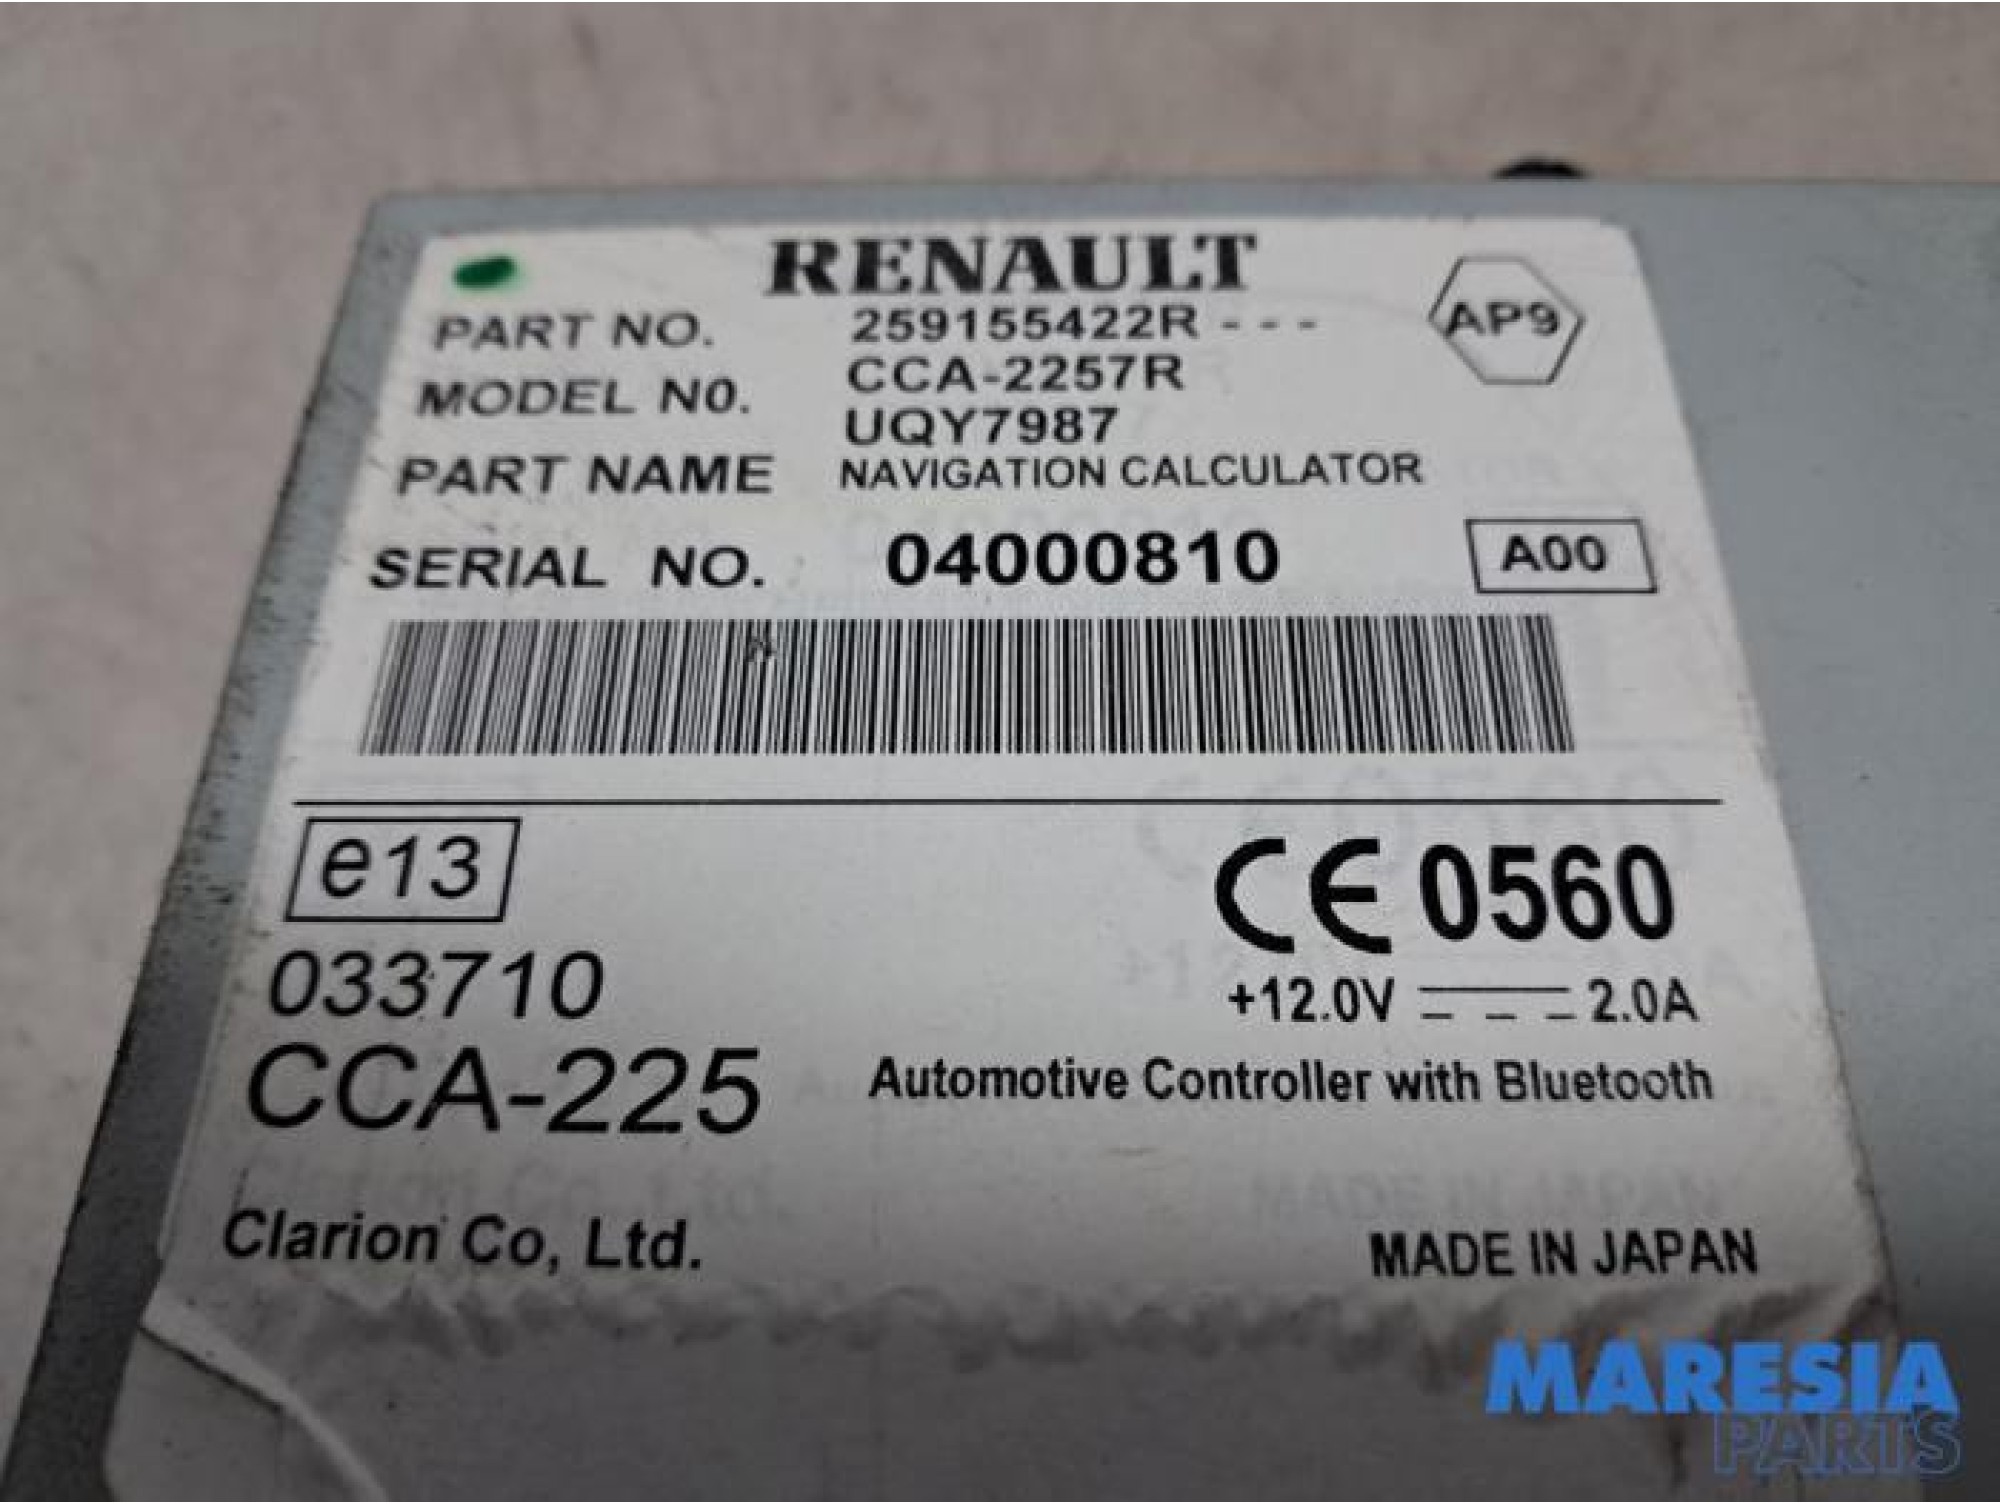 RENAULT
PART NO. 259155422R - - -
AP9
MODEL N0. CCA-2257R
UQY7987
PART NAME NAVIGATION CALCULATOR
SERIAL NO. 04000810 A00
e13
CE 0560
033710
+12.0V 2.0A
CCA-225
Automotive Controller with Bluetooth
Clarion Co, Ltd.
MADE IN JAPAN
MARESIA
PARTS